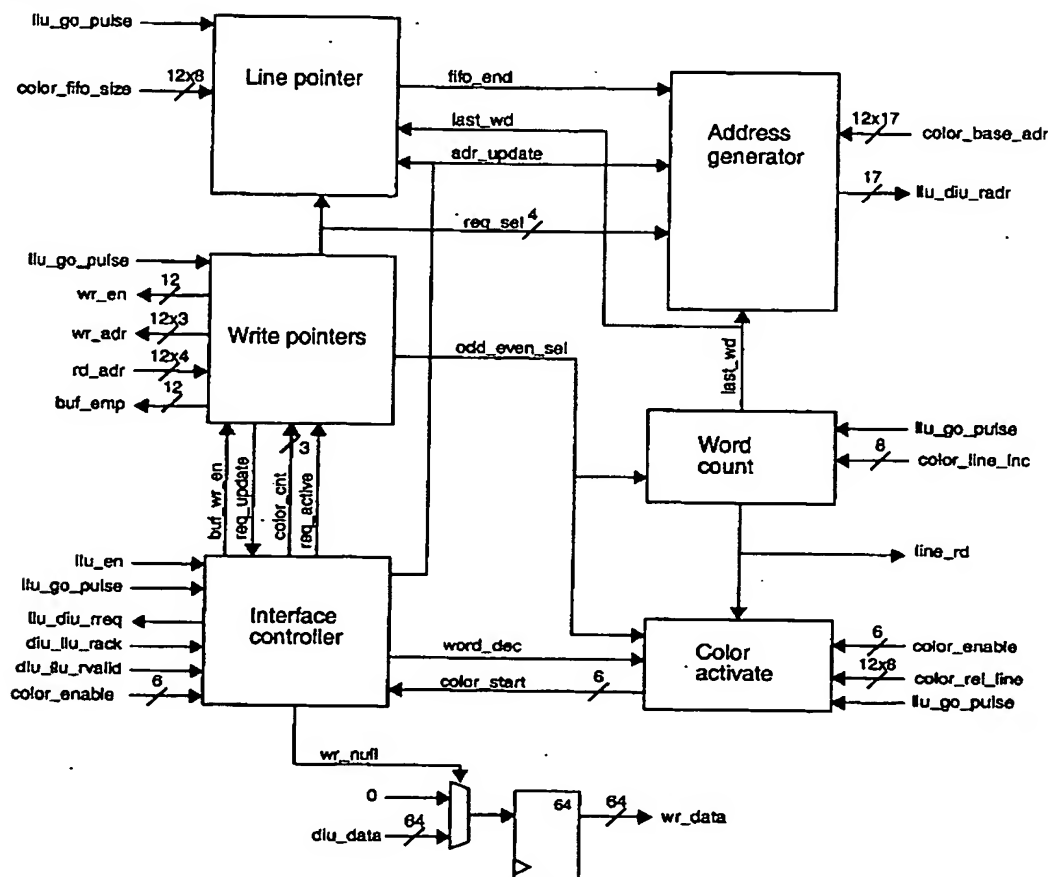 llu_go_pulse
color_fifo_size
12x8
Line pointer
fifo_end
last_wd
adr_update
req_sel
4
Address
generator
12x17
color_base_adr
17
llu_diu_radr
llu_go_pulse
wr_en
12
wr_adr
12x3
rd_adr
12x4
buf_emp
12
Write pointers
odd_even_sel
last_wd
Word
count
llu_go_pulse
8
color_line_inc
buf_wr_en
req_update
color_cnt
3
req_active
line_rd
llu_en
llu_go_pulse
llu_diu_rreq
diu_llu_rack
diu_llu_rvalid
color_enable
6
Interface
controller
word_dec
color_start
6
Color
activate
6
color_enable
12x8
color_rel_line
llu_go_pulse
wr_null
0
diu_data
64
64
64
wr_data